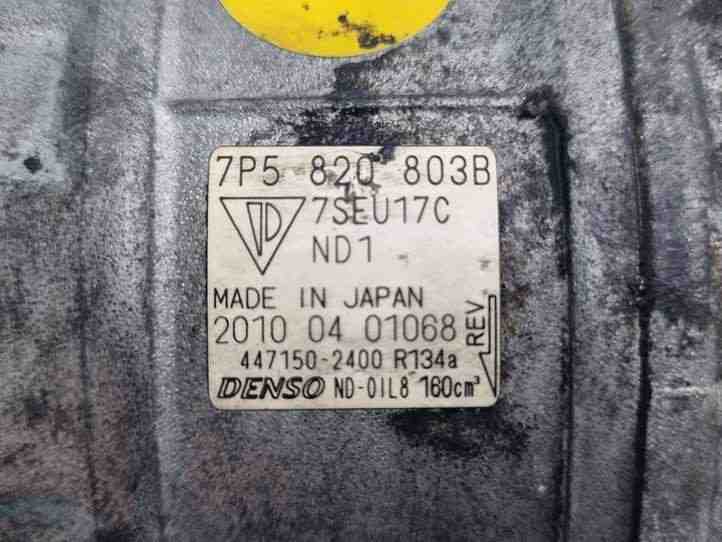 7P5 820 803B
7SEU17C
ND1
MADE IN JAPAN
2010 04 01068
REV
447150-2400 R134a
DENSO ND-OIL8 160cm³